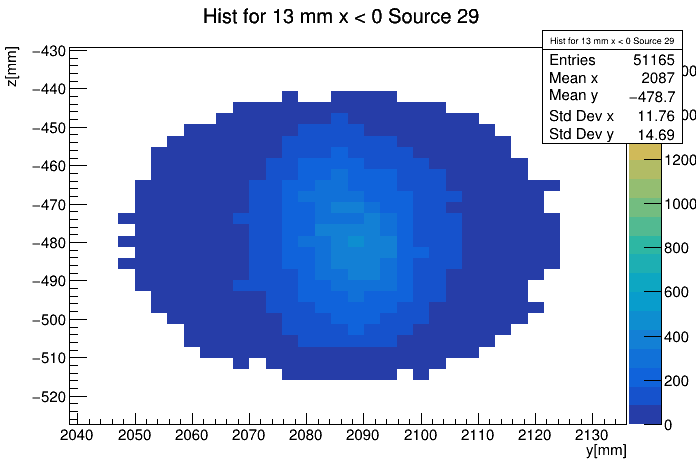 Hist for 13 mm x < 0 Source 29
z[mm]
Hist for 13 mm x < 0 Source 29
Entries 51165
Mean x 2087
Mean y −478.7
Std Dev x 11.76
Std Dev y 14.69
−430
−440
−450
−460
−470
−480
−490
−500
−510
−520
2040 2050 2060 2070 2080 2090 2100 2110 2120 2130
y[mm]
1200
1000
800
600
400
200
0